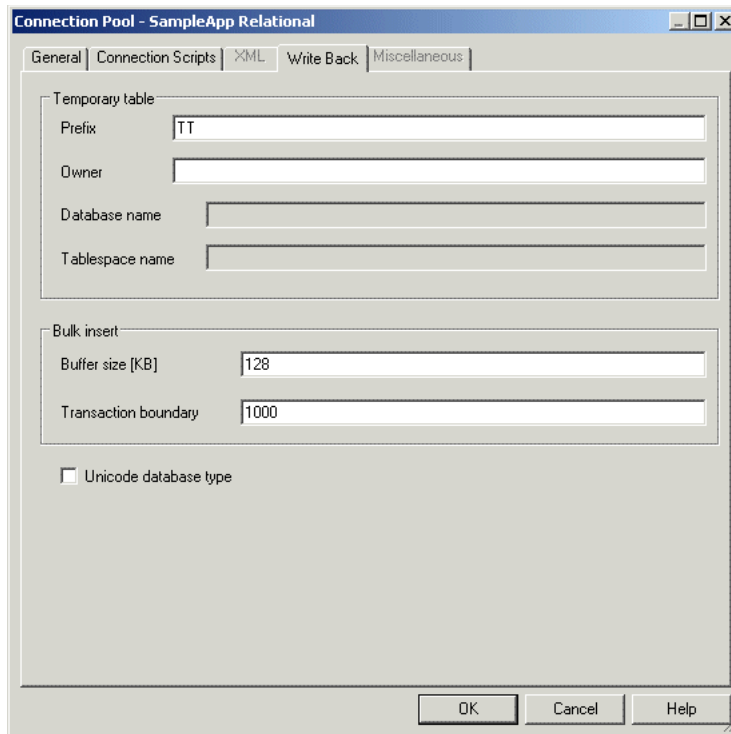 Connection Pool - SampleApp Relational
General Connection Scripts XML Write Back Miscellaneous
Temporary table
Prefix TT
Owner
Database name
Tablespace name
Bulk insert
Buffer size [KB] 128
Transaction boundary 1000
Unicode database type
OK Cancel Help